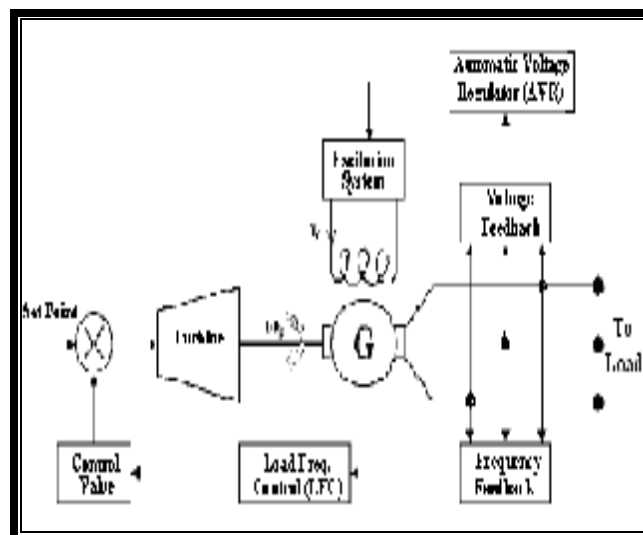 Automatic Voltage
Regulator (AVR)
Excitation
System
Voltage
Feedback
Set Point
Turbine
G
To
Load
Control
Valve
Load Freq.
Control (LFC)
Frequency
Feedback